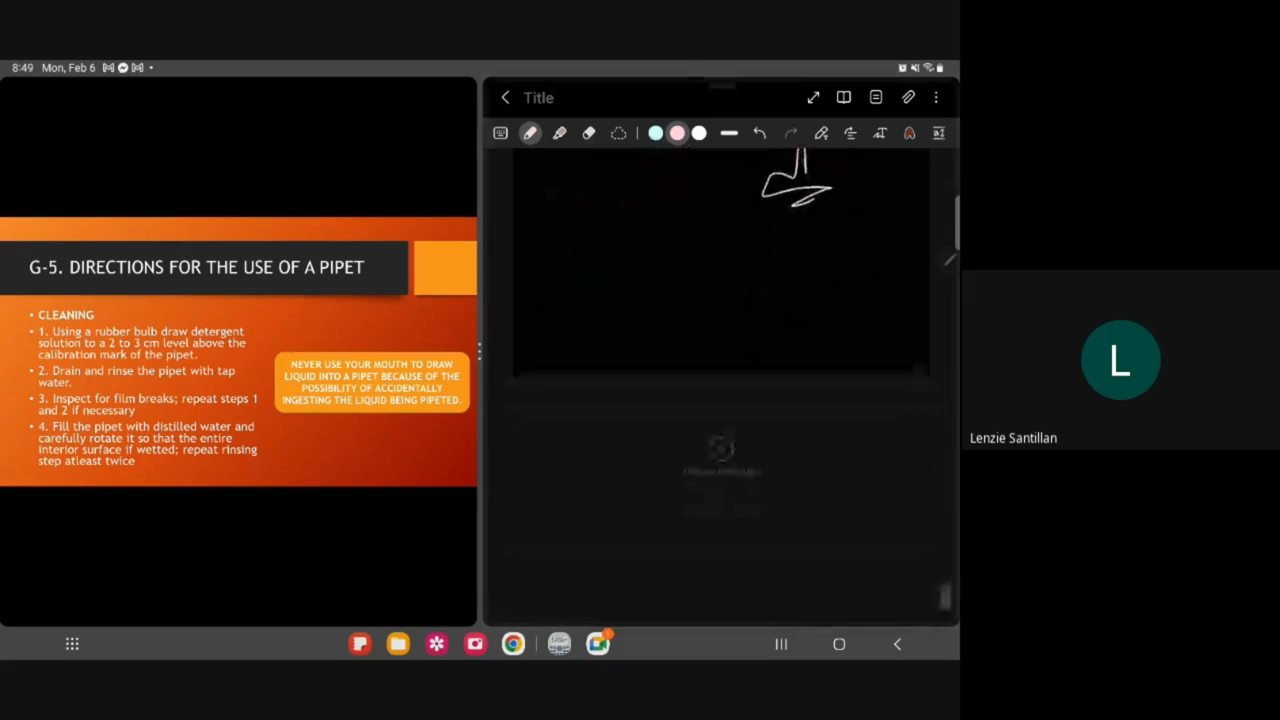 8:49 Mon, Feb 6
Title
G-5. DIRECTIONS FOR THE USE OF A PIPET
• CLEANING
• 1. Using a rubber bulb draw detergent
solution to a 2 to 3 cm level above the
calibration mark of the pipet.
• 2. Drain and rinse the pipet with tap
water.
• 3. Inspect for film breaks; repeat steps 1
and 2 if necessary
• 4. Fill the pipet with distilled water and
carefully rotate it so that the entire
interior surface if wetted; repeat rinsing
step atleast twice
NEVER USE YOUR MOUTH TO DRAW
LIQUID INTO A PIPET BECAUSE OF THE
POSSIBILITY OF ACCIDENTALLY
INGESTING THE LIQUID BEING PIPETED.
L
Lenzie Santillan